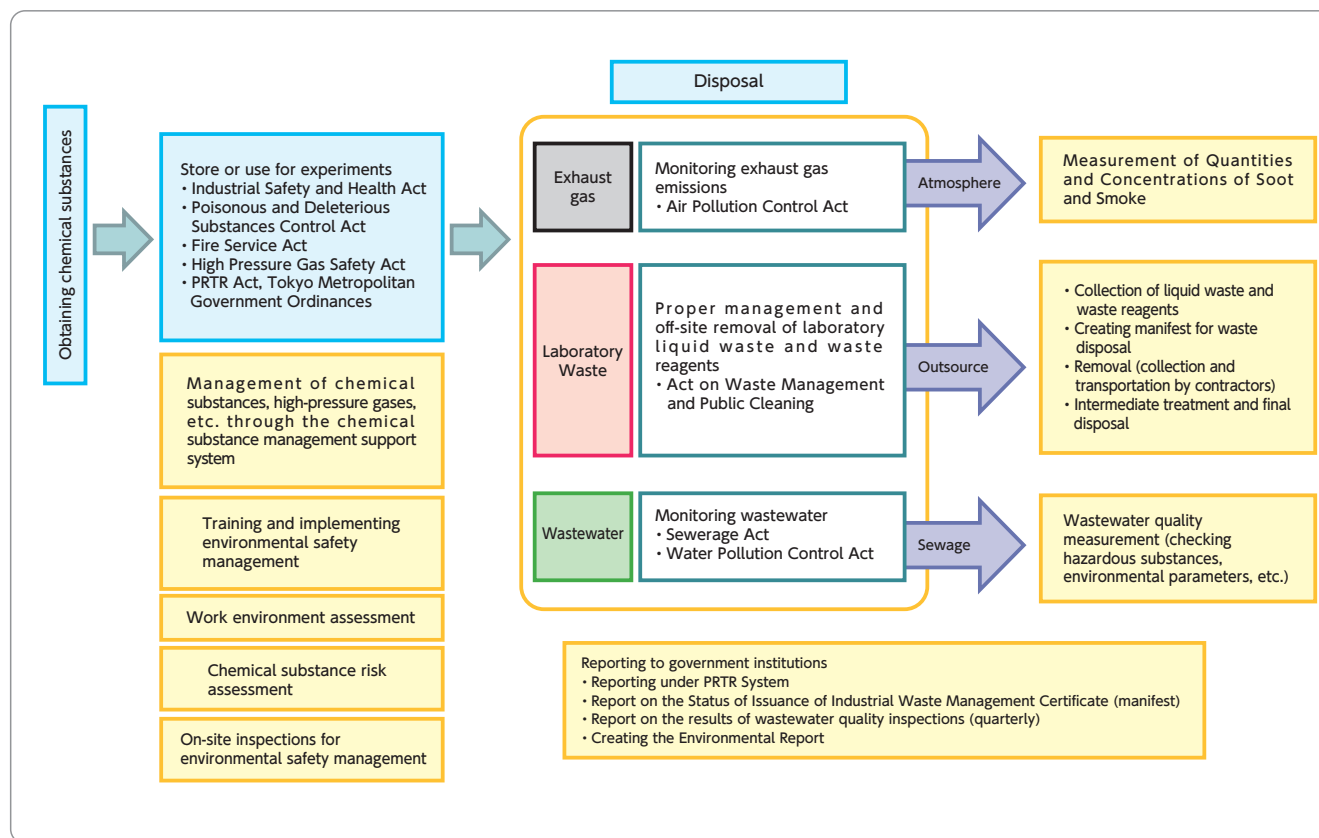 Obtaining chemical substances
Store or use for experiments
・Industrial Safety and Health Act
・Poisonous and Deleterious
Substances Control Act
・Fire Service Act
・High Pressure Gas Safety Act
・PRTR Act, Tokyo Metropolitan
Government Ordinances
Management of chemical
substances, high-pressure gases,
etc. through the chemical
substance management support
system
Training and implementing
environmental safety
management
Work environment assessment
Chemical substance risk
assessment
On-site inspections for
environmental safety management
Disposal
Exhaust
gas
Monitoring exhaust gas
emissions
・Air Pollution Control Act
Atmosphere
Measurement of Quantities
and Concentrations of Soot
and Smoke
Laboratory
Waste
Proper management and
off-site removal of laboratory
liquid waste and waste
reagents
・Act on Waste Management
and Public Cleaning
Outsource
・Collection of liquid waste and
waste reagents
・Creating manifest for waste
disposal
・Removal (collection and
transportation by contractors)
・Intermediate treatment and final
disposal
Wastewater
Monitoring wastewater
・Sewerage Act
・Water Pollution Control Act
Sewage
Wastewater quality
measurement (checking
hazardous substances,
environmental parameters, etc.)
Reporting to government institutions
・Reporting under PRTR System
・Report on the Status of Issuance of Industrial Waste Management Certificate (manifest)
・Report on the results of wastewater quality inspections (quarterly)
・Creating the Environmental Report